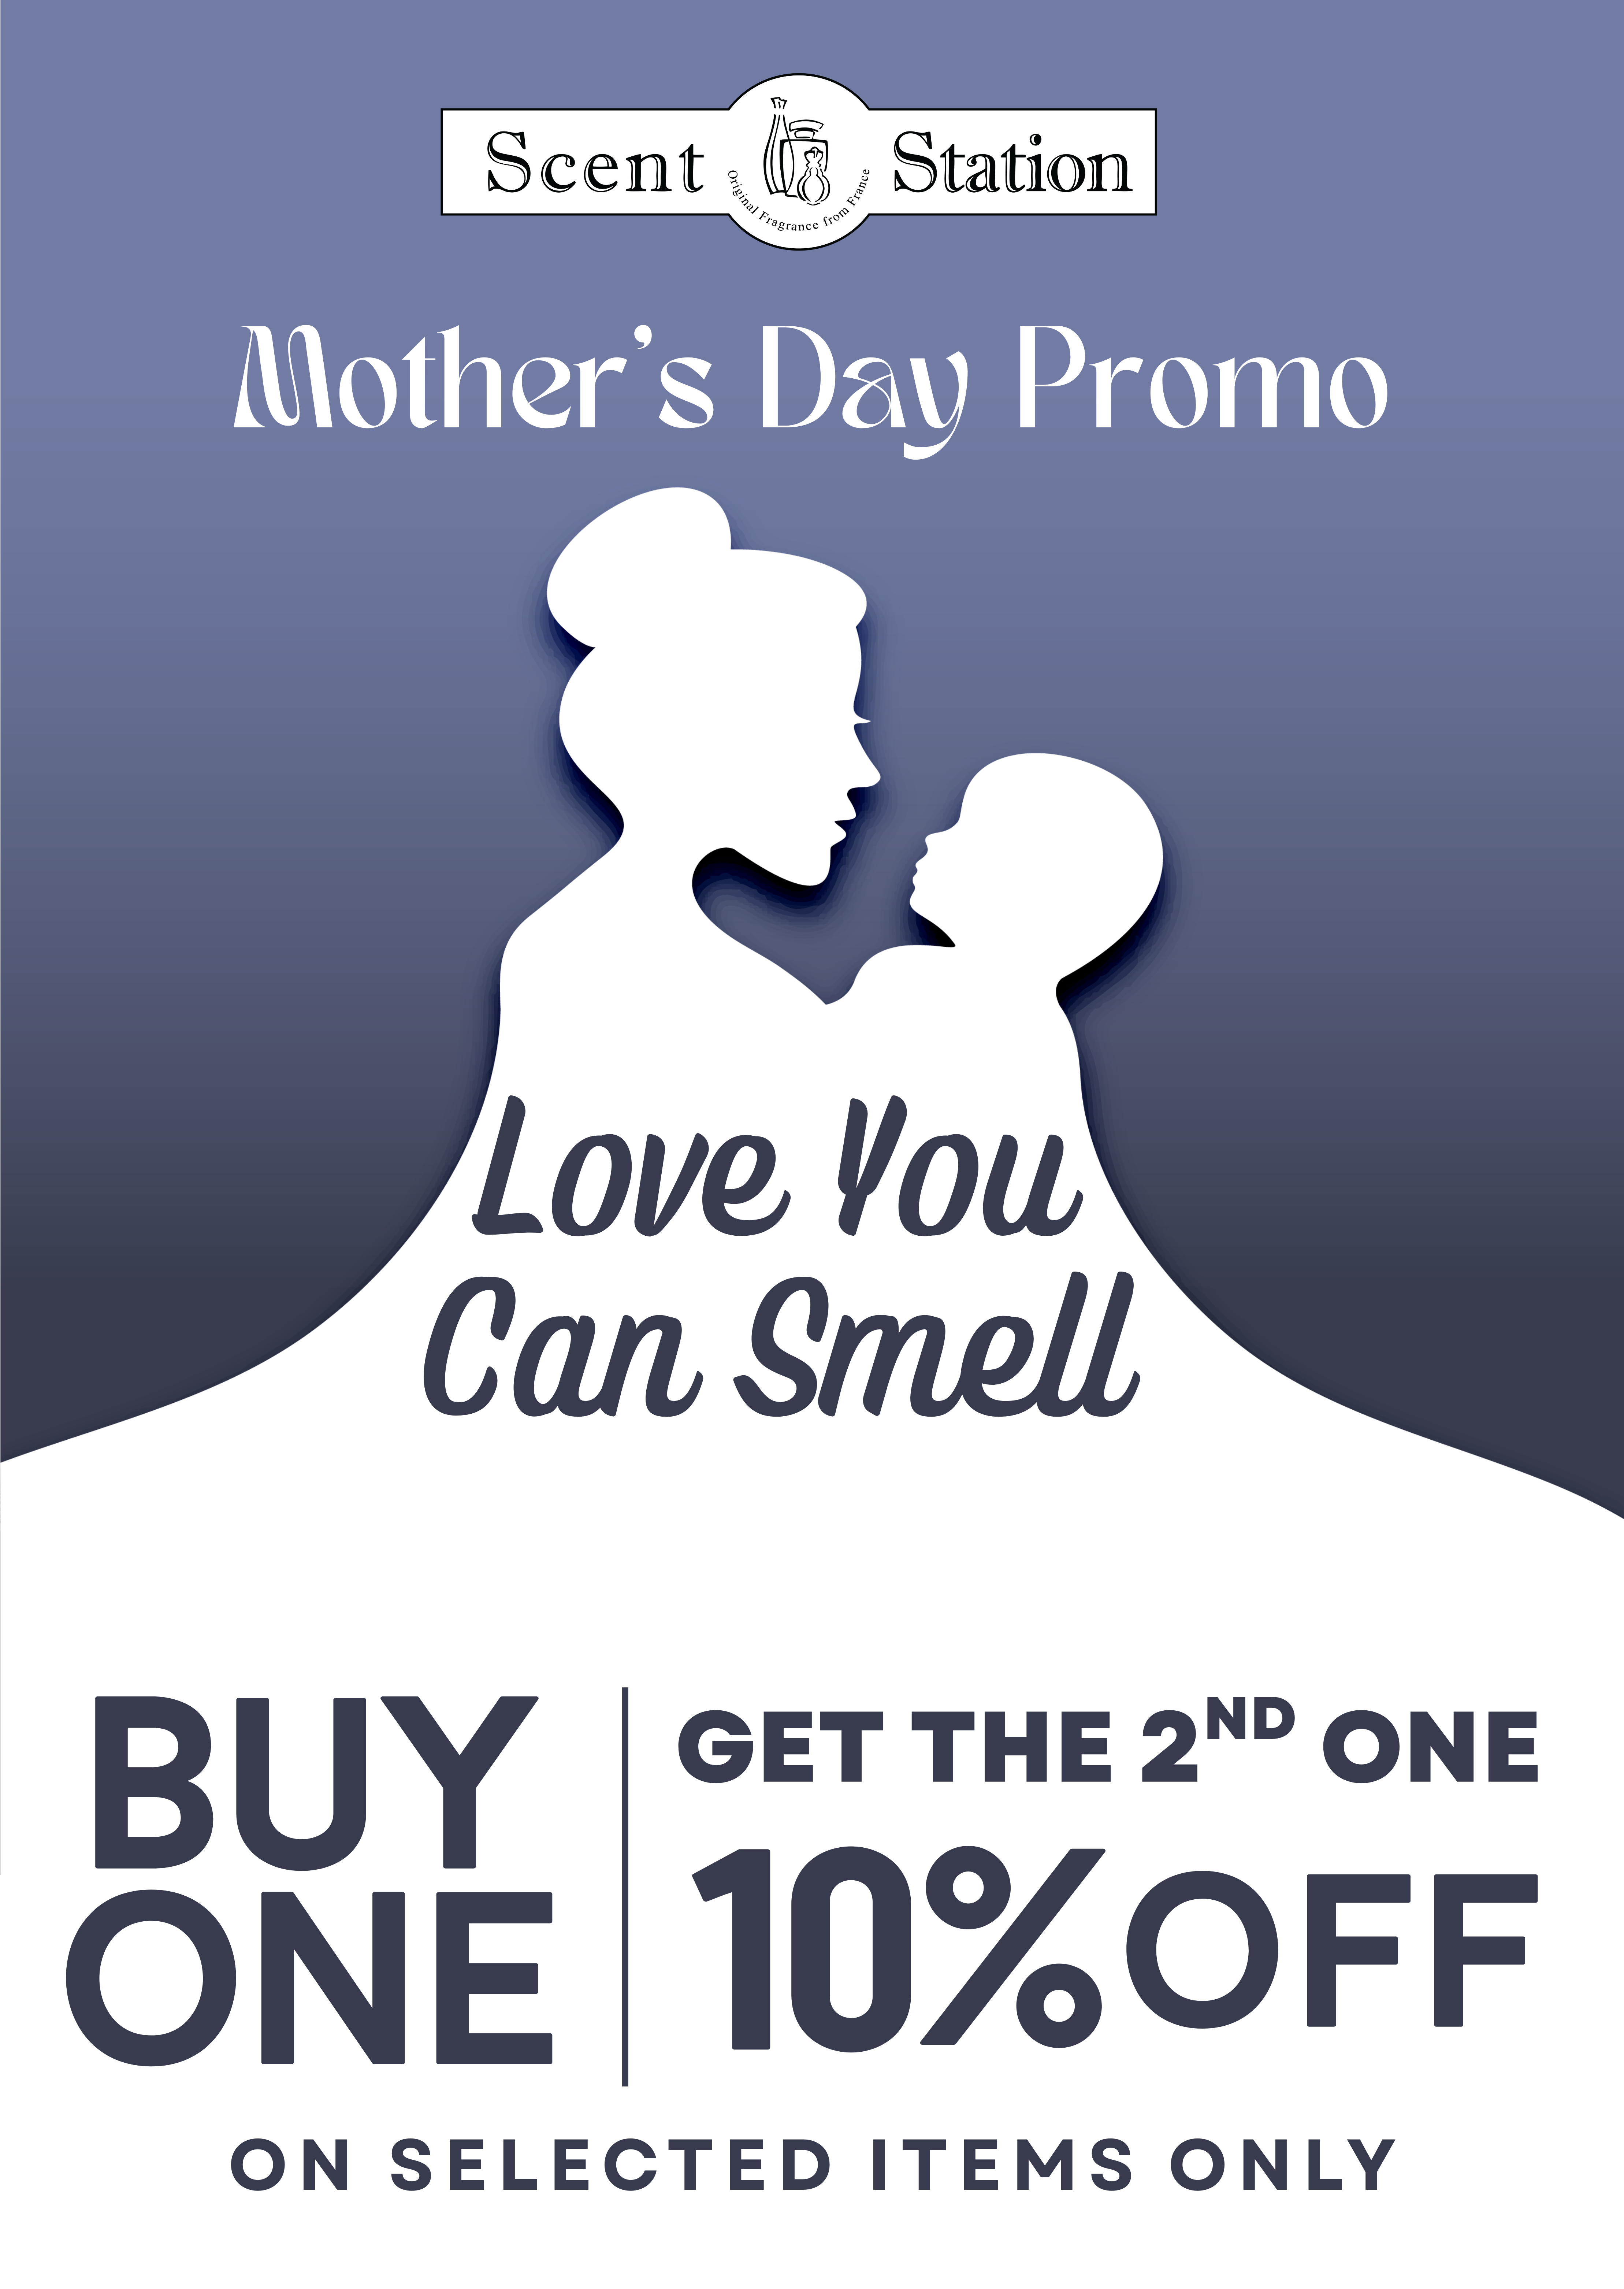 Scent Station
Original Fragrance from France
Mother's Day Promo
Love You
Can Smell
BUY
ONE
GET THE 2ND ONE
10%OFF
ON SELECTED ITEMS ONLY